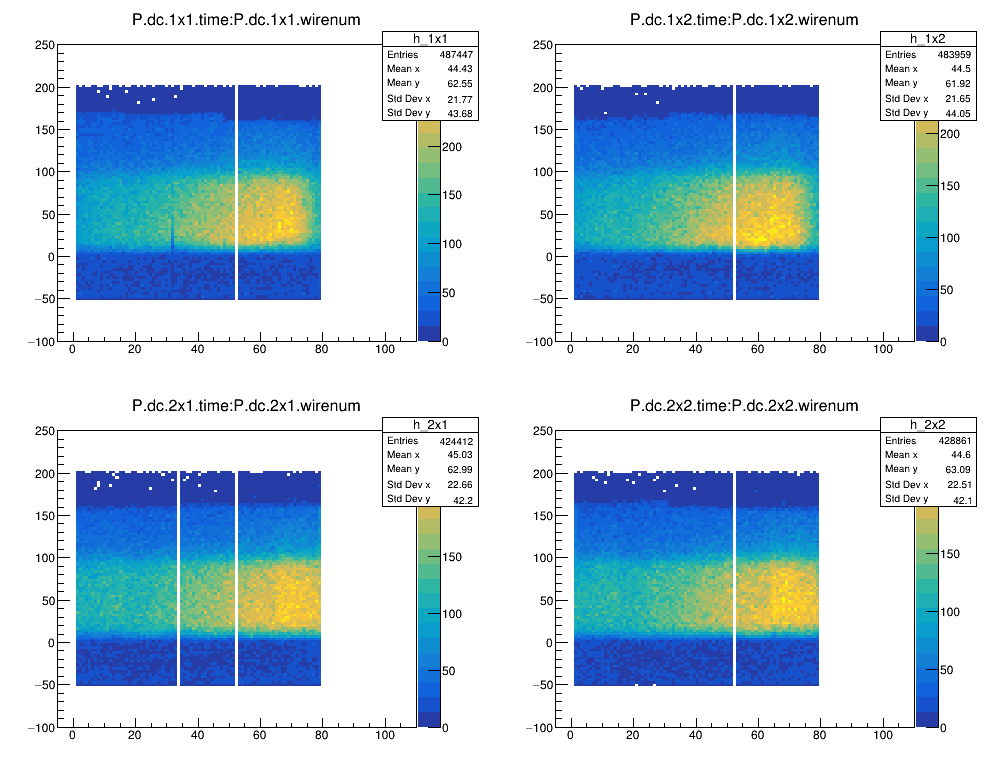 P.dc.1x1.time:P.dc.1x1.wirenum
h_1x1
Entries 487447
Mean x 44.43
Mean y 62.55
Std Dev x 21.77
Std Dev y 43.68
250
200
150
100
50
0
−50
−100
0 20 40 60 80 100
200
150
100
50
0
P.dc.1x2.time:P.dc.1x2.wirenum
h_1x2
Entries 483959
Mean x 44.5
Mean y 61.92
Std Dev x 21.65
Std Dev y 44.05
250
200
150
100
50
0
−50
−100
0 20 40 60 80 100
200
150
100
50
0
P.dc.2x1.time:P.dc.2x1.wirenum
h_2x1
Entries 424412
Mean x 45.03
Mean y 62.99
Std Dev x 22.66
Std Dev y 42.2
250
200
150
100
50
0
−50
−100
0 20 40 60 80 100
150
100
50
0
P.dc.2x2.time:P.dc.2x2.wirenum
h_2x2
Entries 428861
Mean x 44.6
Mean y 63.09
Std Dev x 22.51
Std Dev y 42.1
250
200
150
100
50
0
−50
−100
0 20 40 60 80 100
150
100
50
0